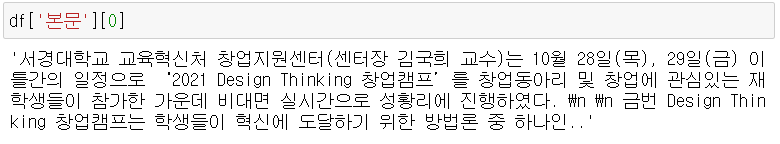 df['본문'][0]
'서경대학교 교육혁신처 창업지원센터(센터장 김국희 교수)는 10월 28일(목), 29일(금) 이
틀간의 일정으로 ‘2021 Design Thinking 창업캠프’를 창업동아리 및 창업에 관심있는 재
학생들이 참가한 가운데 비대면 실시간으로 성황리에 진행하였다. ₩n ₩n 금번 Design Thin
king 창업캠프는 학생들이 혁신에 도달하기 위한 방법론 중 하나인..'